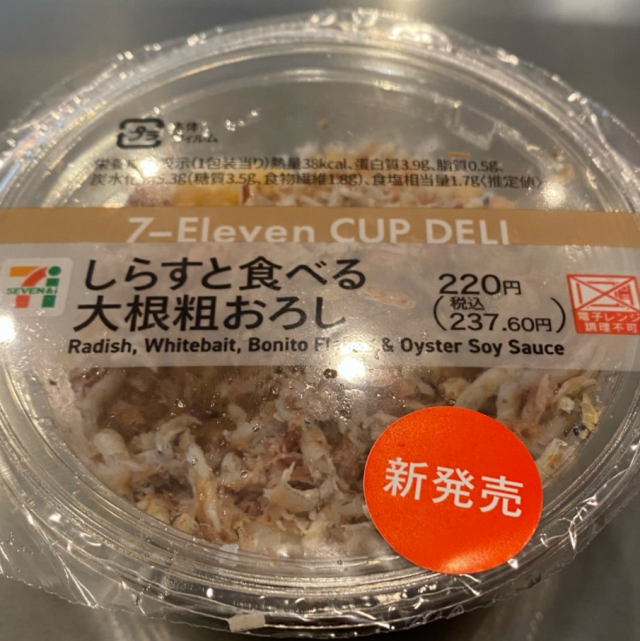 プラ
栄養成分表示(1包装当り)熱量38kcal、蛋白質3.9g、脂質0.5g、
炭水化物5.3g(糖質3.5g、食物繊維1.8g)、食塩相当量1.7g〈推定値〉
7-Eleven CUP DELI
SEVEN&i
しらすと食べる
大根粗おろし
220円
(税込
237.60円)
電子レンジ
調理不可
Radish, Whitebait, Bonito Flakes & Oyster Soy Sauce
新発売